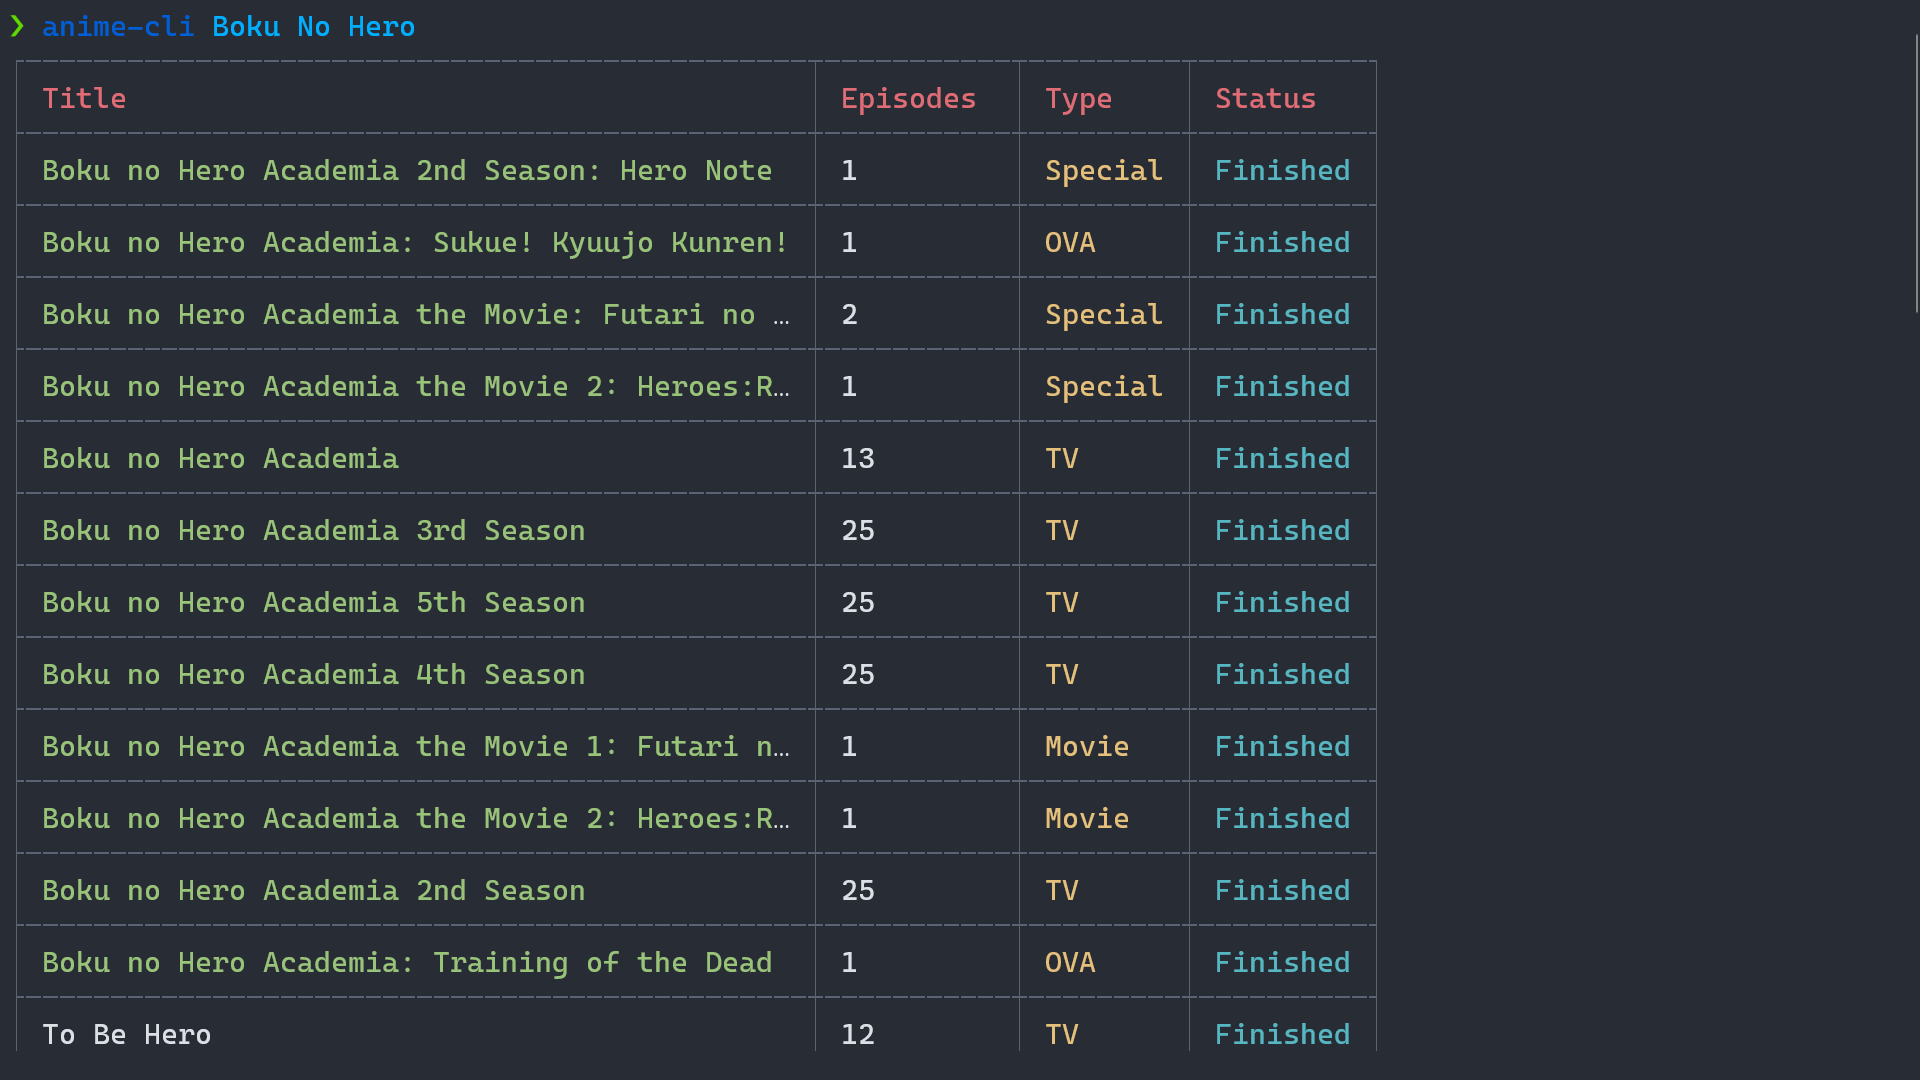 ❯ anime-cli Boku No Hero
Title Episodes Type Status
Boku no Hero Academia 2nd Season: Hero Note 1 Special Finished
Boku no Hero Academia: Sukue! Kyuujo Kunren! 1 OVA Finished
Boku no Hero Academia the Movie: Futari no … 2 Special Finished
Boku no Hero Academia the Movie 2: Heroes:R… 1 Special Finished
Boku no Hero Academia 13 TV Finished
Boku no Hero Academia 3rd Season 25 TV Finished
Boku no Hero Academia 5th Season 25 TV Finished
Boku no Hero Academia 4th Season 25 TV Finished
Boku no Hero Academia the Movie 1: Futari n… 1 Movie Finished
Boku no Hero Academia the Movie 2: Heroes:R… 1 Movie Finished
Boku no Hero Academia 2nd Season 25 TV Finished
Boku no Hero Academia: Training of the Dead 1 OVA Finished
To Be Hero 12 TV Finished